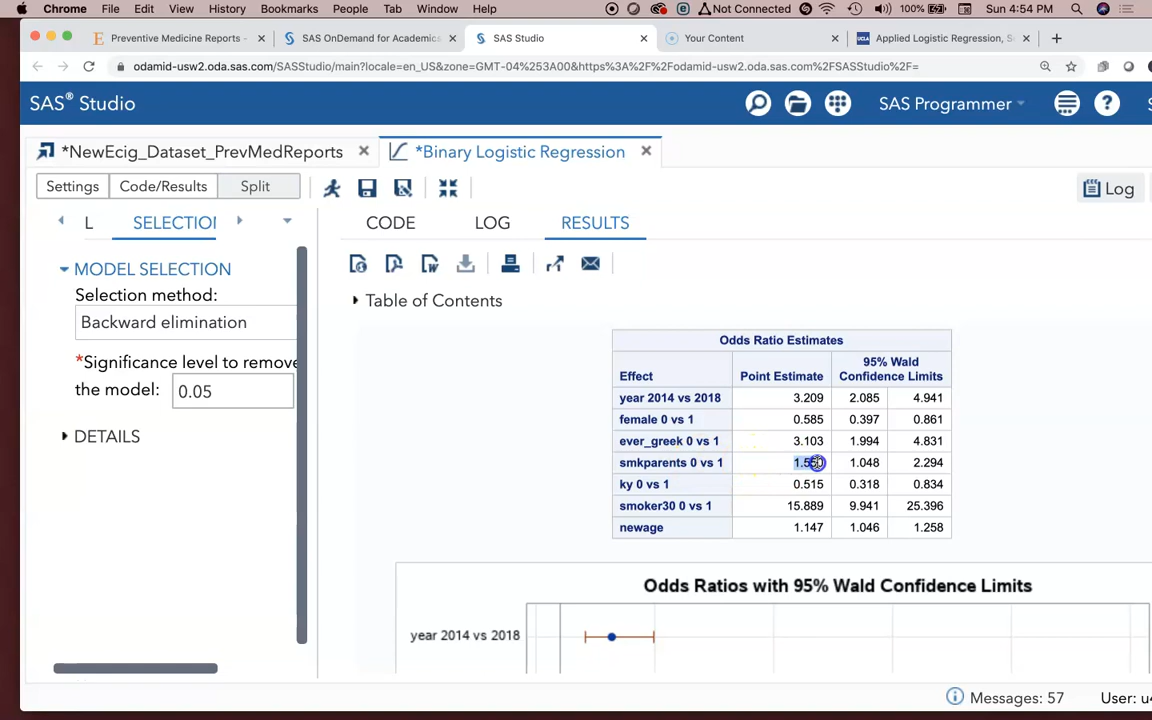 Chrome File Edit View History Bookmarks People Tab Window Help Not Connected 100% Sun 4:54 PM
Preventive Medicine Reports - × SAS OnDemand for Academics × SAS Studio × Your Content × Applied Logistic Regression, S × +
odamid-usw2.oda.sas.com/SASStudio/main?locale=en_US&zone=GMT-04%253A00&https%3A%2F%2Fodamid-usw2.oda.sas.com%2FSASStudio%2F=
SAS® Studio SAS Programmer
*NewEcig_Dataset_PrevMedReports *Binary Logistic Regression
Settings Code/Results Split Log
L SELECTION CODE LOG RESULTS
MODEL SELECTION
Selection method:
Backward elimination
*Significance level to remove
the model: 0.05
DETAILS
Table of Contents
Odds Ratio Estimates
Effect Point Estimate 95% Wald Confidence Limits
year 2014 vs 2018 3.209 2.085 4.941
female 0 vs 1 0.585 0.397 0.861
ever_greek 0 vs 1 3.103 1.994 4.831
smkparents 0 vs 1 1.550 1.048 2.294
ky 0 vs 1 0.515 0.318 0.834
smoker30 0 vs 1 15.889 9.941 25.396
newage 1.147 1.046 1.258
Odds Ratios with 95% Wald Confidence Limits
year 2014 vs 2018
Messages: 57 User: u4